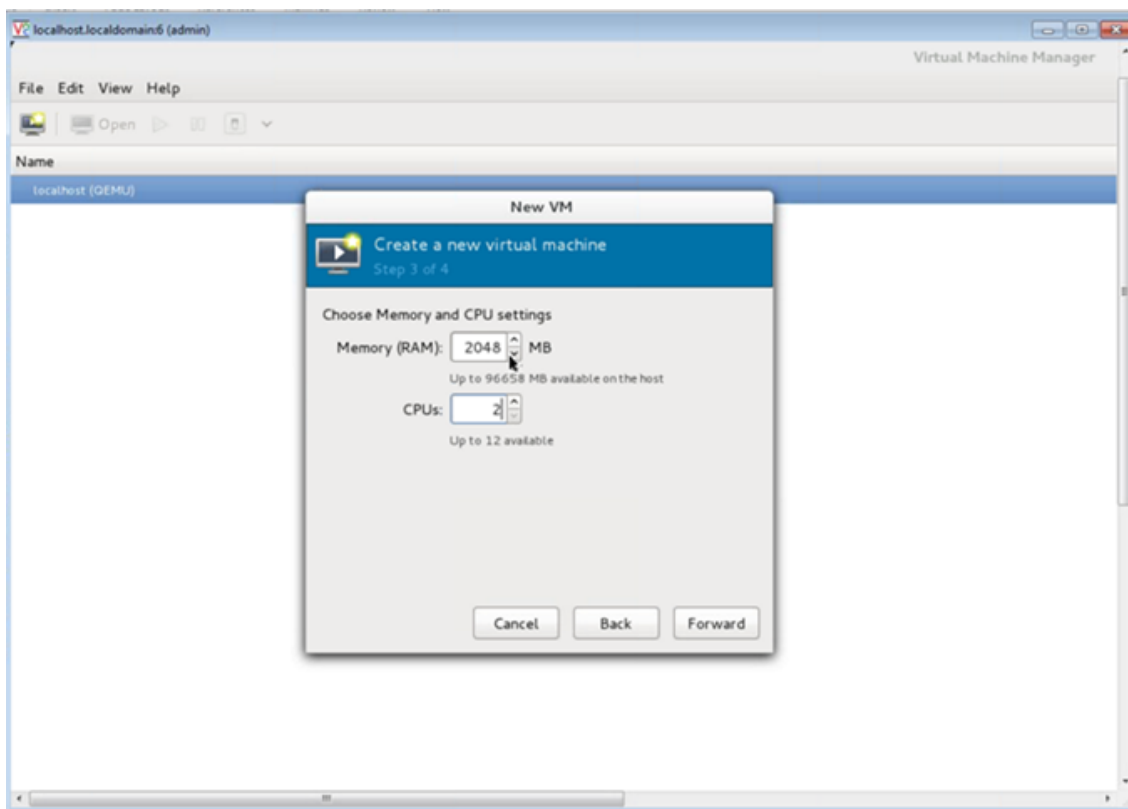 localhost.localdomain:6 (admin)
Virtual Machine Manager
File Edit View Help
Open
Name
localhost (QEMU)
New VM
Create a new virtual machine
Step 3 of 4
Choose Memory and CPU settings
Memory (RAM): 2048 MB
Up to 96658 MB available on the host
CPUs: 2
Up to 12 available
Cancel Back Forward